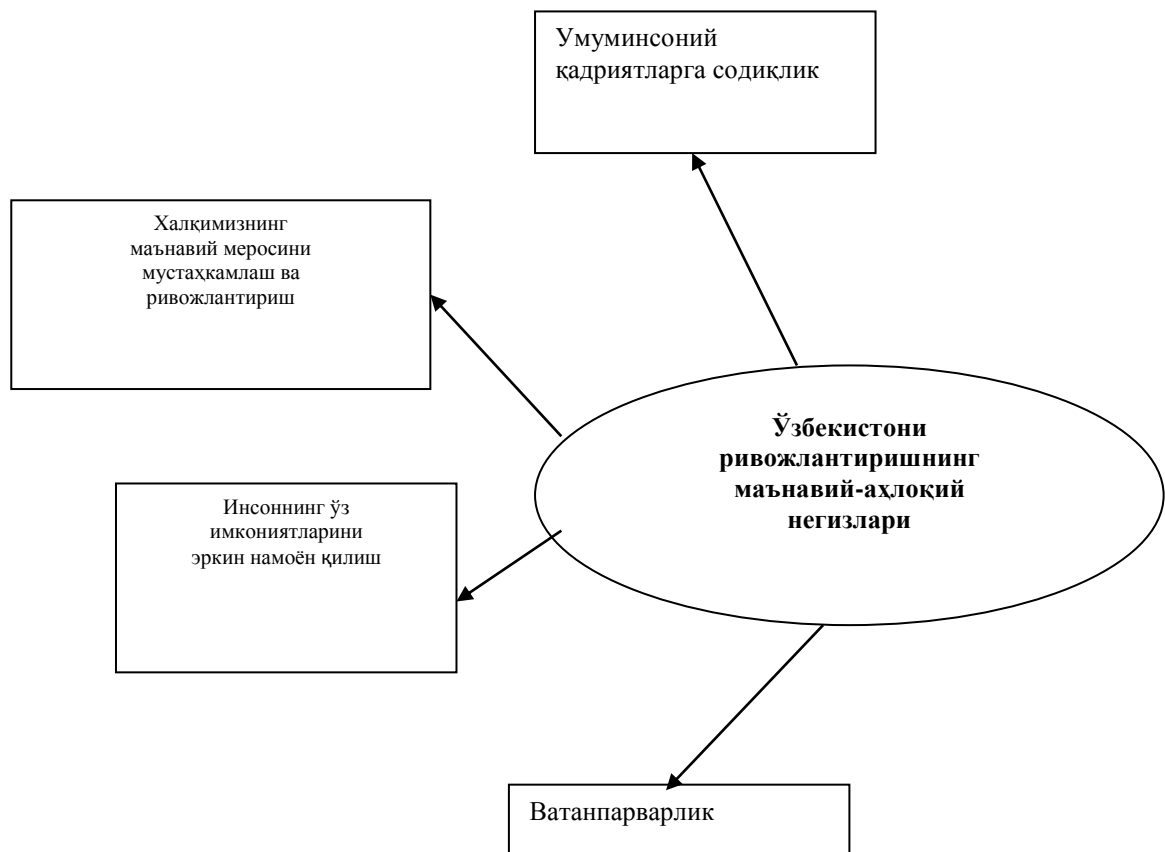 Умуминсоний
қадриятларга содиқлик
Халқимизнинг
маънавий меросини
мустаҳкамлаш ва
ривожлантириш
Ўзбекистони
ривожлантиришнинг
маънавий-аҳлоқий
негизлари
Инсоннинг ўз
имкониятларини
эркин намоён қилиш
Ватанпарварлик